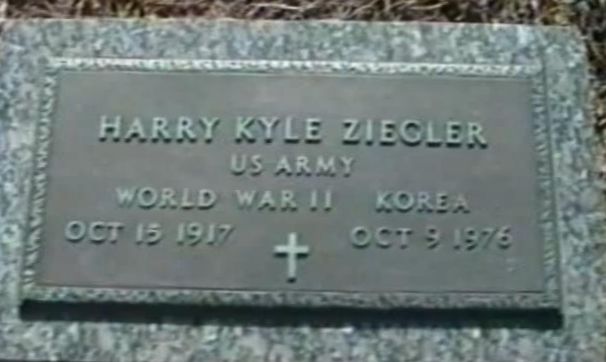 HARRY KYLE ZIEGLER
US ARMY
WORLD WAR II KOREA
OCT 15 1917 OCT 9 1976